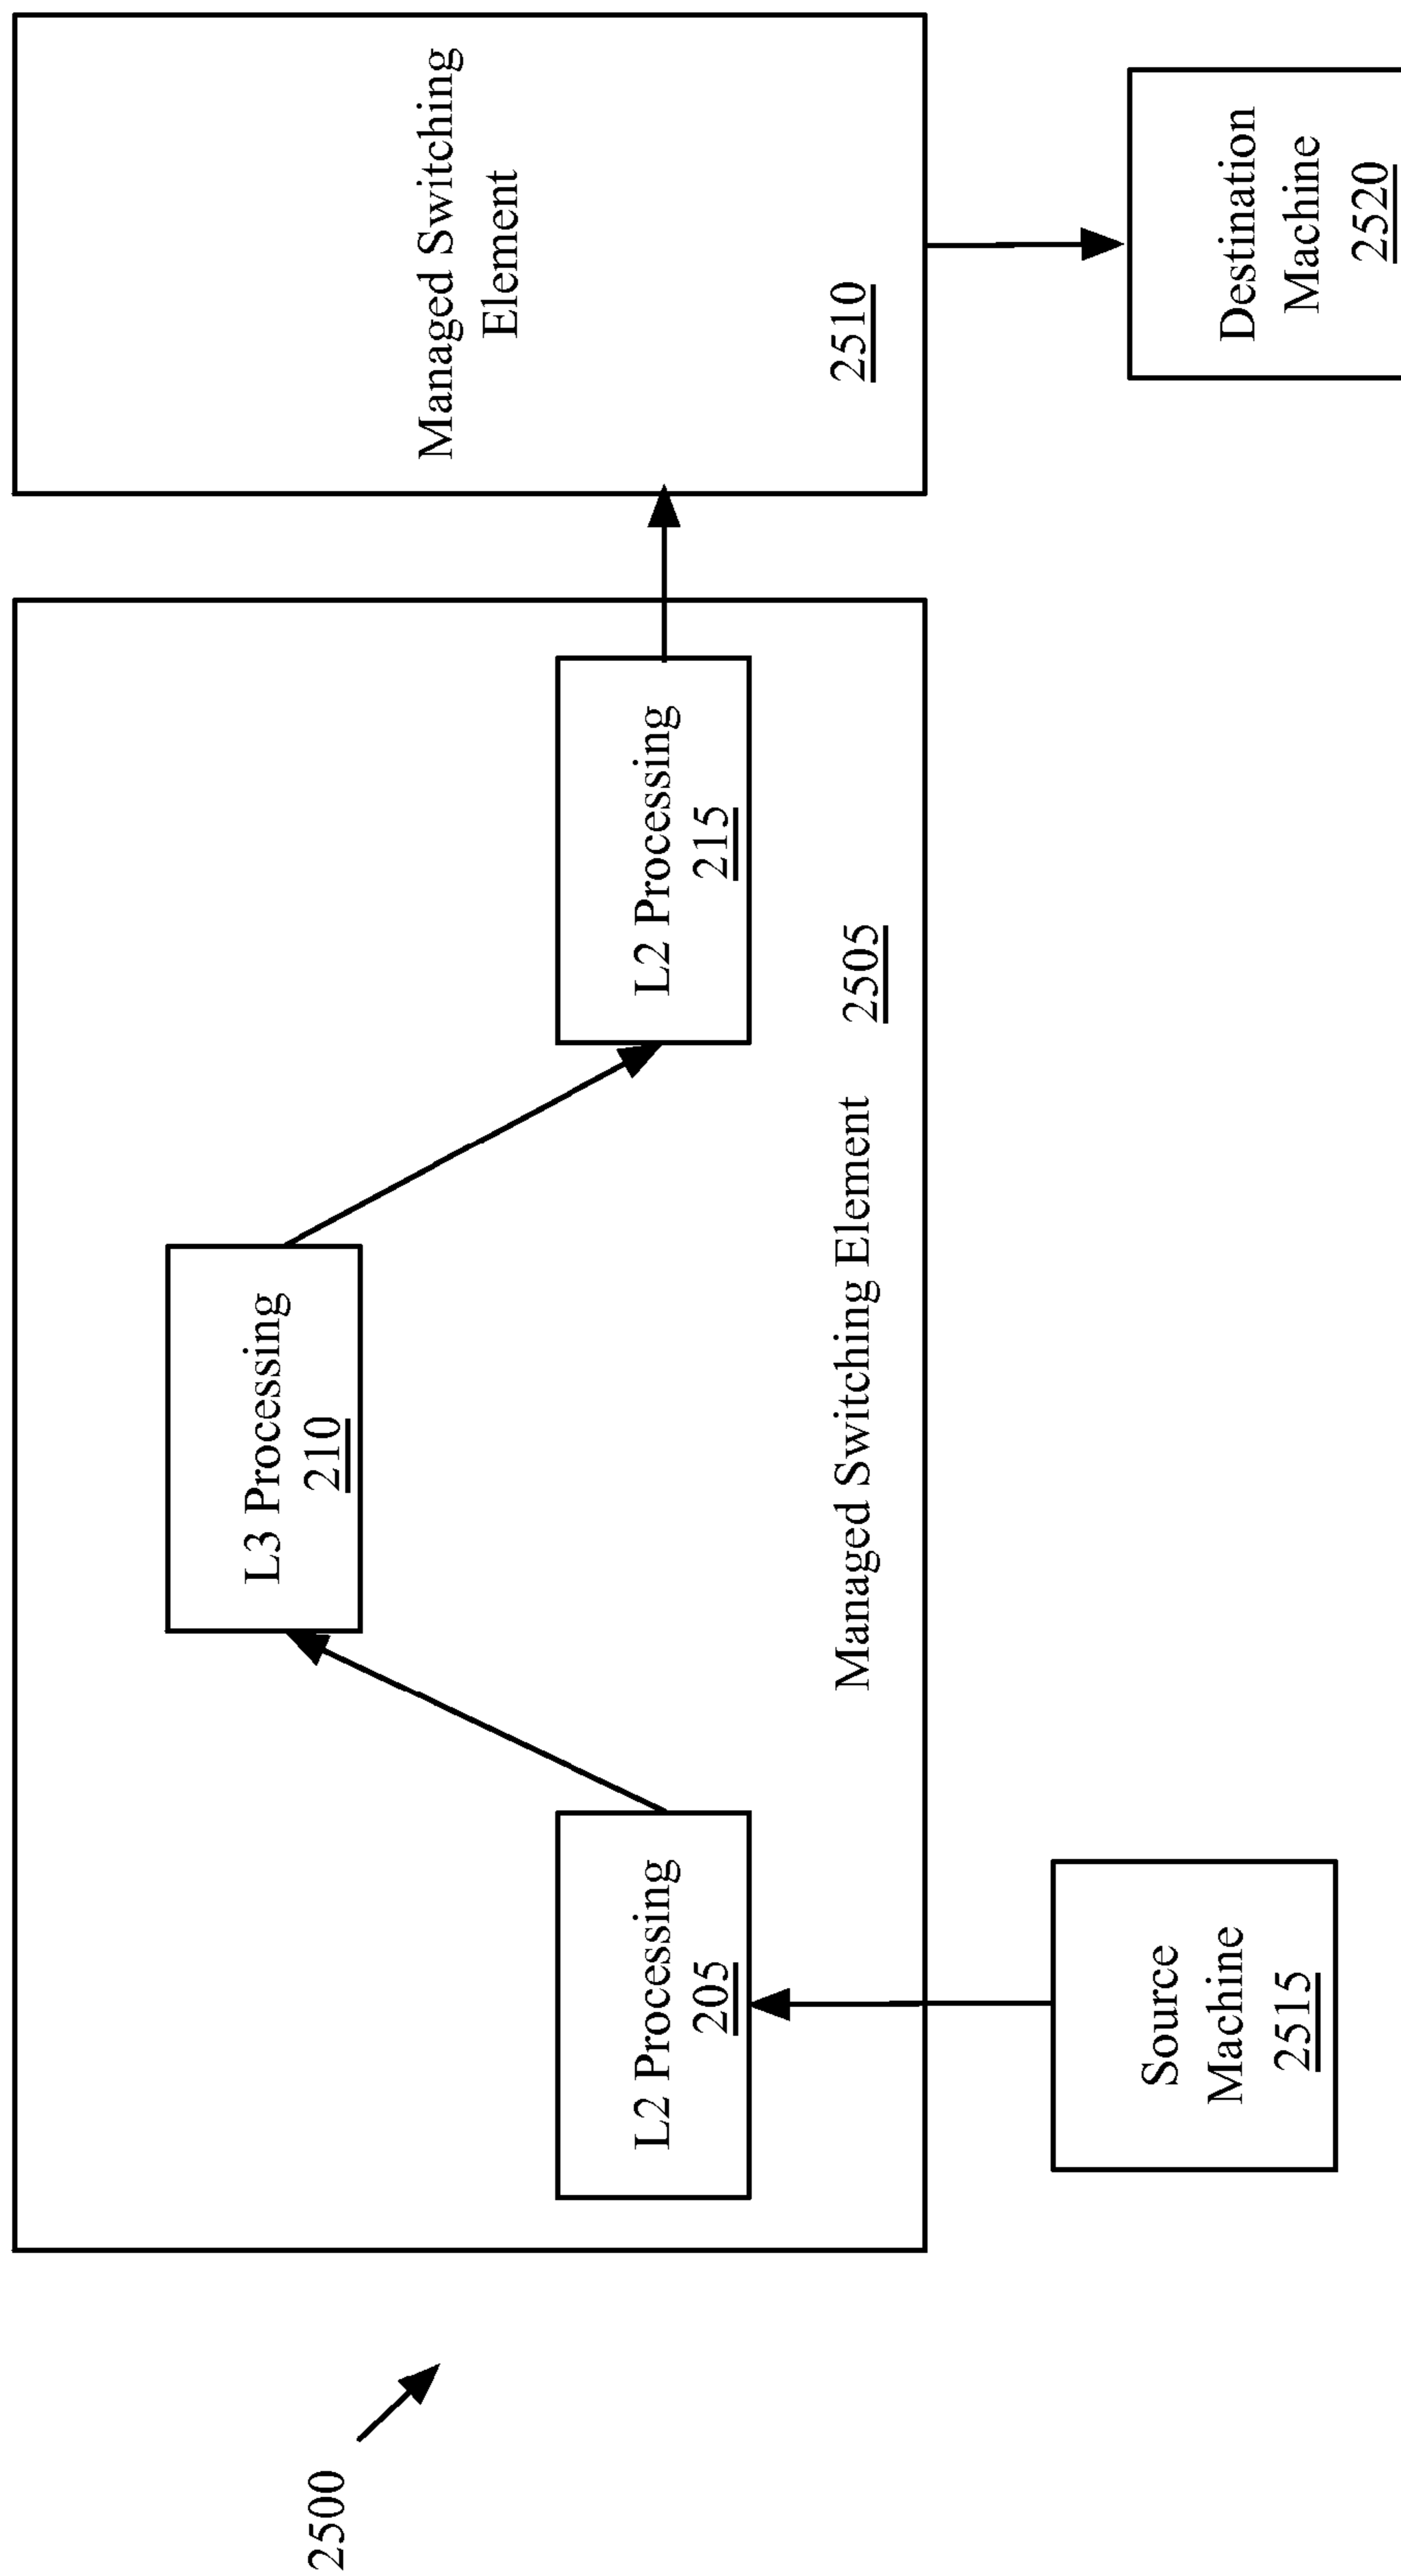 2500
L3 Processing
210
L2 Processing
205
L2 Processing
215
Managed Switching Element
2505
Managed Switching
Element
2510
Source
Machine
2515
Destination
Machine
2520